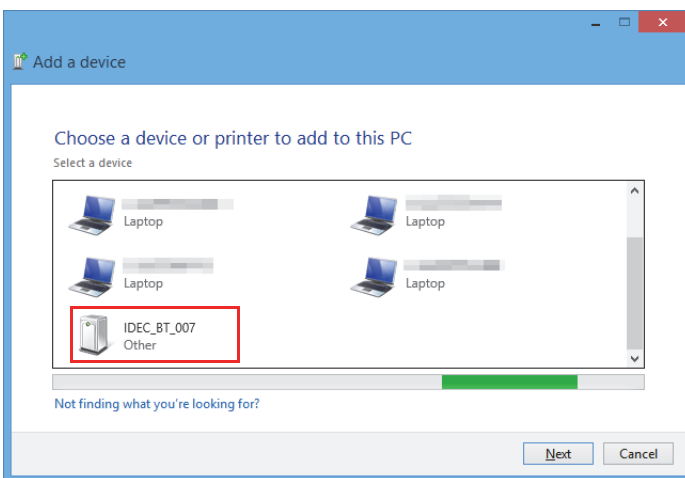 Add a device
Choose a device or printer to add to this PC
Select a device
Laptop
Laptop
Laptop
Laptop
IDEC_BT_007
Other
Not finding what you're looking for?
Next
Cancel